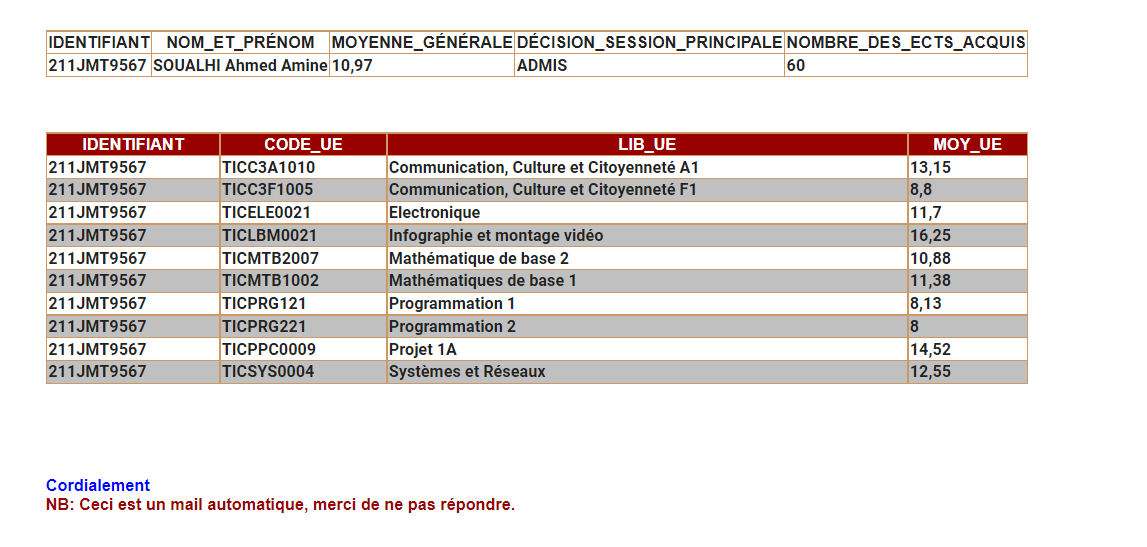 IDENTIFIANT NOM_ET_PRÉNOM MOYENNE_GÉNÉRALE DÉCISION_SESSION_PRINCIPALE NOMBRE_DES_ECTS_ACQUIS
211JMT9567 SOUALHI Ahmed Amine 10,97 ADMIS 60
IDENTIFIANT CODE_UE LIB_UE MOY_UE
211JMT9567 TICC3A1010 Communication, Culture et Citoyenneté A1 13,15
211JMT9567 TICC3F1005 Communication, Culture et Citoyenneté F1 8,8
211JMT9567 TICELE0021 Electronique 11,7
211JMT9567 TICLBM0021 Infographie et montage vidéo 16,25
211JMT9567 TICMTB2007 Mathématique de base 2 10,88
211JMT9567 TICMTB1002 Mathématiques de base 1 11,38
211JMT9567 TICPRG121 Programmation 1 8,13
211JMT9567 TICPRG221 Programmation 2 8
211JMT9567 TICPPC0009 Projet 1A 14,52
211JMT9567 TICSYS0004 Systèmes et Réseaux 12,55
Cordialement
NB: Ceci est un mail automatique, merci de ne pas répondre.